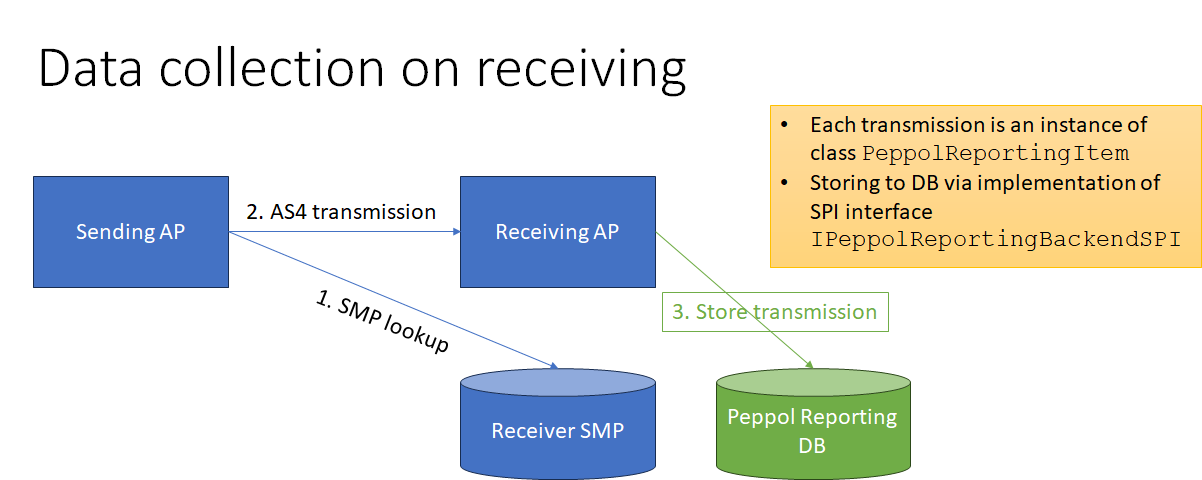 Data collection on receiving
• Each transmission is an instance of
class PeppolReportingItem
• Storing to DB via implementation of
SPI interface
IPeppolReportingBackendSPI
Sending AP
2. AS4 transmission
Receiving AP
1. SMP lookup
3. Store transmission
Receiver SMP
Peppol Reporting
DB